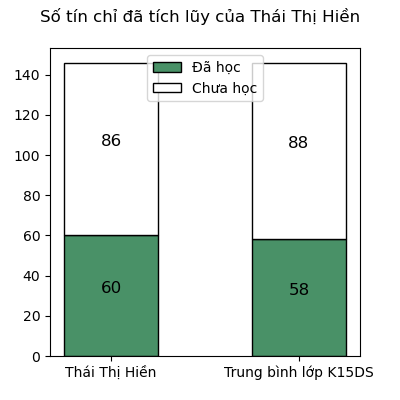 Số tín chỉ đã tích lũy của Thái Thị Hiền
Đã học
Chưa học
140
120
100
80
60
40
20
0
86
88
60
58
Thái Thị Hiền
Trung bình lớp K15DS